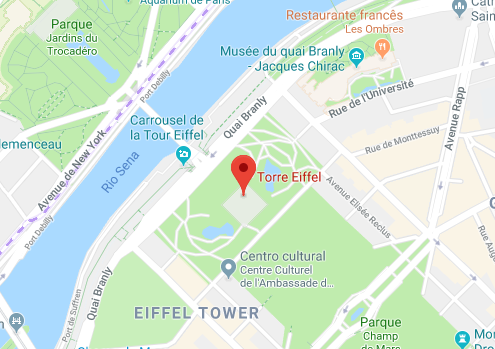 Aquarium de Paris
Parque
Jardins du
Trocadéro
Restaurante francês
Les Ombres
Musée du quai Branly
- Jacques Chirac
Port Debilly
Quai Branly
Rue de l'Université
Avenue Rapp
Carrousel de
la Tour Eiffel
Rue de Monttessuy
Avenue de New York
Rio Sena
Torre Eiffel
Avenue Elisée Reclus
Port Debilly
Centro cultural
Centre Culturel
de l'Ambassade d...
Quai Branly
Port de Suffren
EIFFEL TOWER
Parque
Champ
de Mars